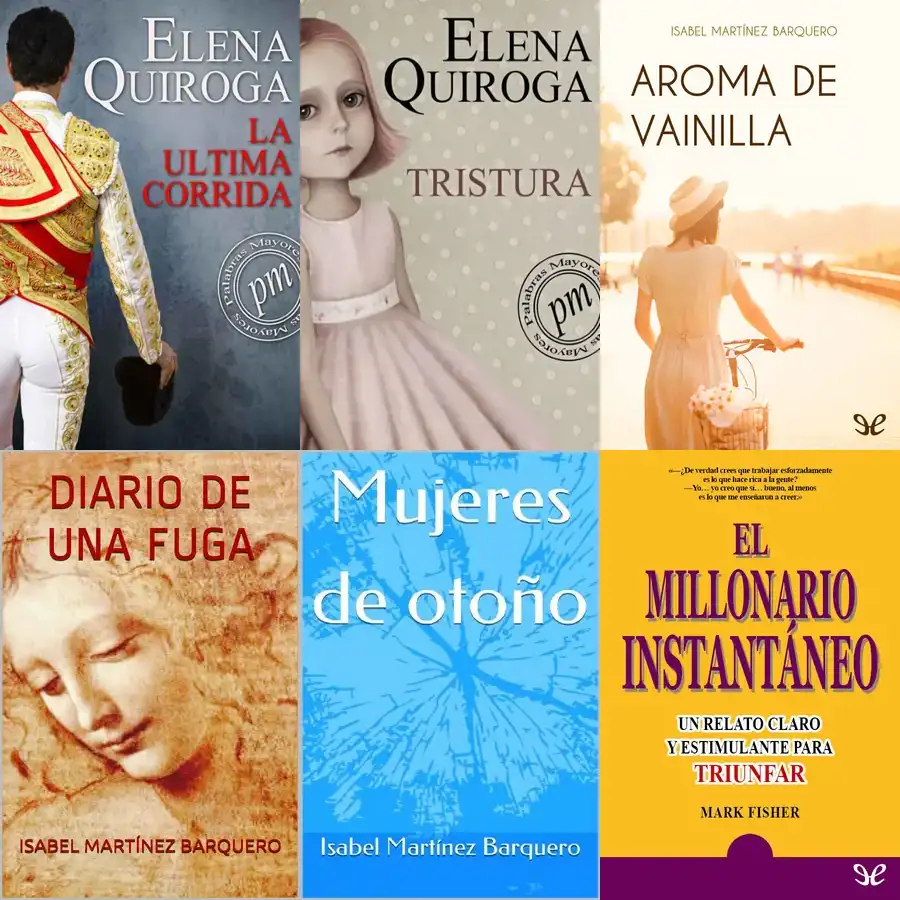 ELENA
QUIROGA
LA
ULTIMA
CORRIDA
Palabras Mayores
pm
ELENA
QUIROGA
TRISTURA
Palabras Mayores
pm
ISABEL MARTÍNEZ BARQUERO
AROMA DE
VAINILLA
DIARIO DE
UNA FUGA
ISABEL MARTÍNEZ BARQUERO
Mujeres
de otoño
Isabel Martínez Barquero
«—¿De verdad crees que trabajar esforzadamente
es lo que hace rica a la gente?
—Yo... yo creo que sí... bueno, al menos
es lo que me enseñaron a creer.»
EL
MILLONARIO
INSTANTÁNEO
UN RELATO CLARO
Y ESTIMULANTE PARA
TRIUNFAR
MARK FISHER